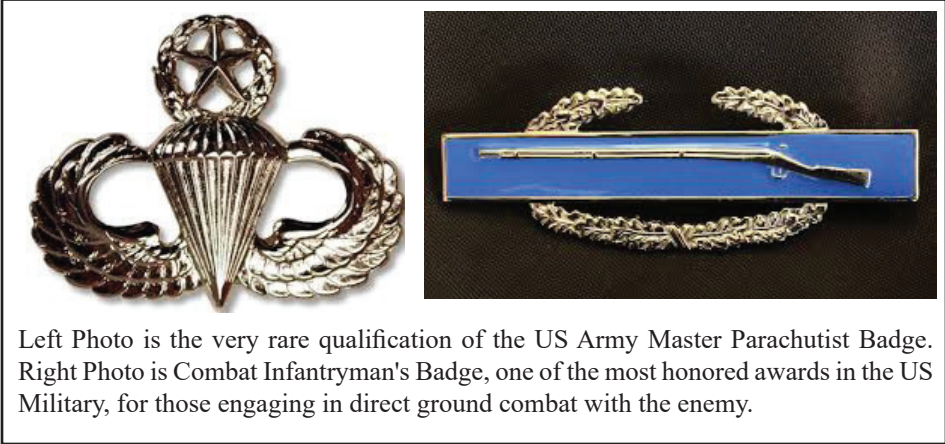 Left Photo is the very rare qualification of the US Army Master Parachutist Badge.
Right Photo is Combat Infantryman's Badge, one of the most honored awards in the US
Military, for those engaging in direct ground combat with the enemy.